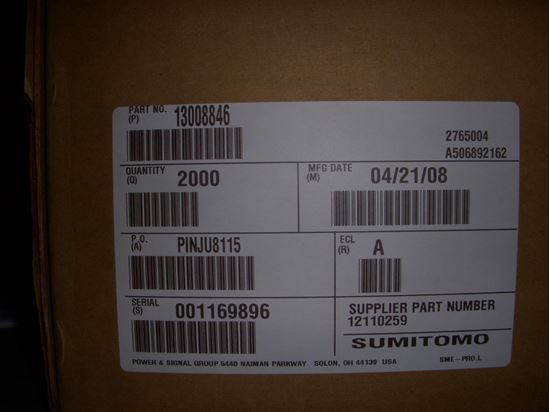 PART NO. 13008846
(P)
2765004
A506892162
QUANTITY 2000
(Q)
MFG DATE 04/21/08
(M)
P.O. PINJU8115
(A)
ECL A
(R)
SERIAL 001169896
(S)
SUPPLIER PART NUMBER
12110259
SUMITOMO
POWER & SIGNAL GROUP 5440 NAIMAN PARKWAY SOLON, OH 44139 USA
SME-PRO.L